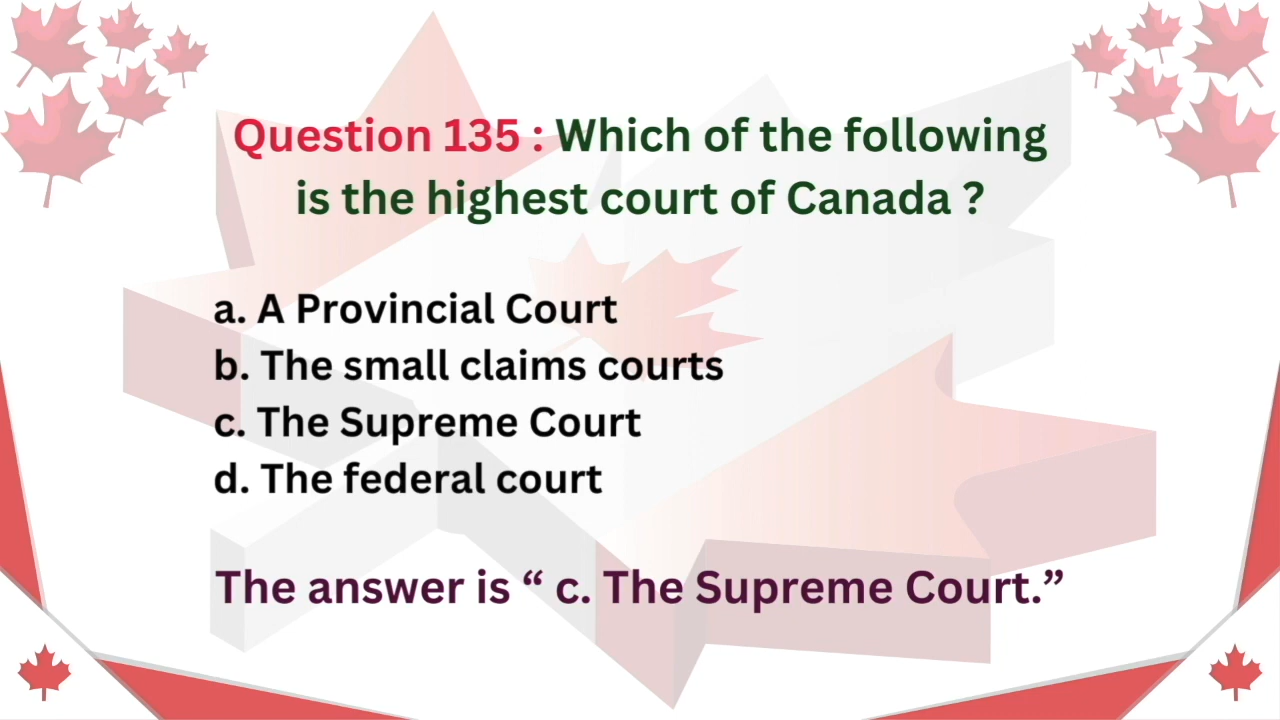 Question 135 : Which of the following
is the highest court of Canada ?
a. A Provincial Court
b. The small claims courts
c. The Supreme Court
d. The federal court
The answer is “ c. The Supreme Court.”